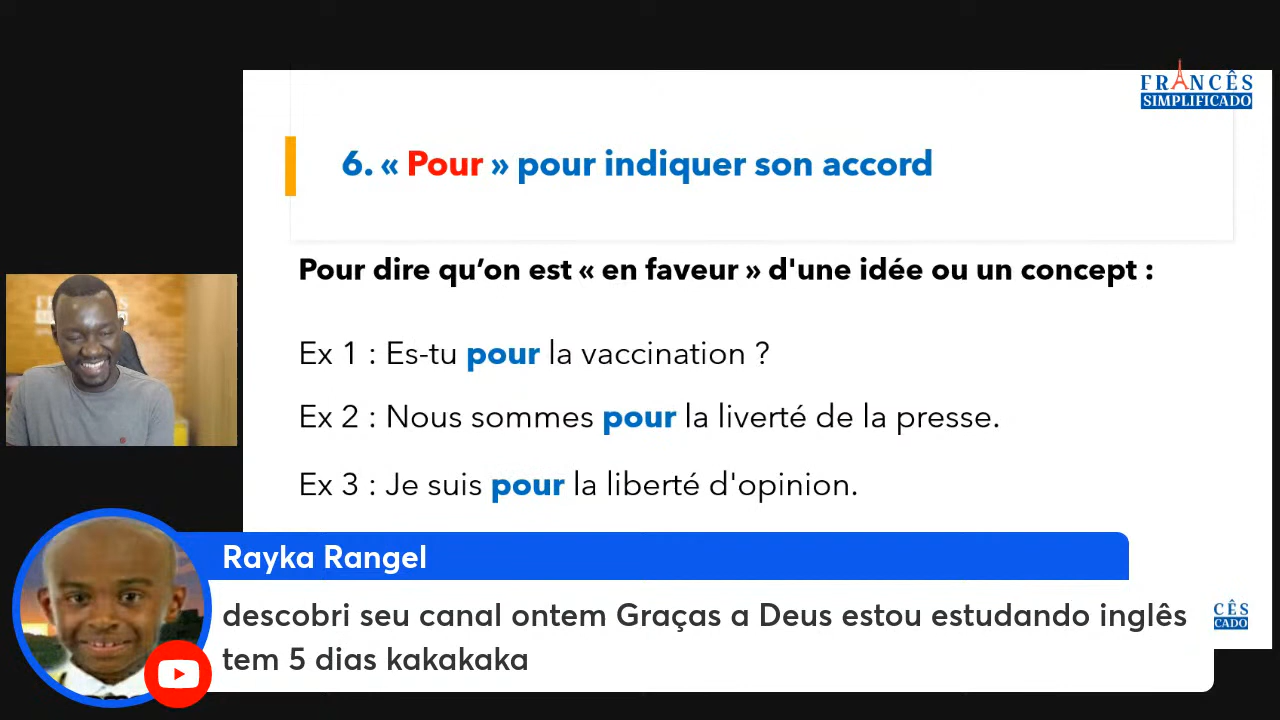 FRANCÊS
SIMPLIFICADO
6. « Pour » pour indiquer son accord
Pour dire qu’on est « en faveur » d'une idée ou un concept :
Ex 1 : Es-tu pour la vaccination ?
Ex 2 : Nous sommes pour la liverté de la presse.
Ex 3 : Je suis pour la liberté d'opinion.
Rayka Rangel
descobri seu canal ontem Graças a Deus estou estudando inglês
tem 5 dias kakakaka
CÊS
CADO